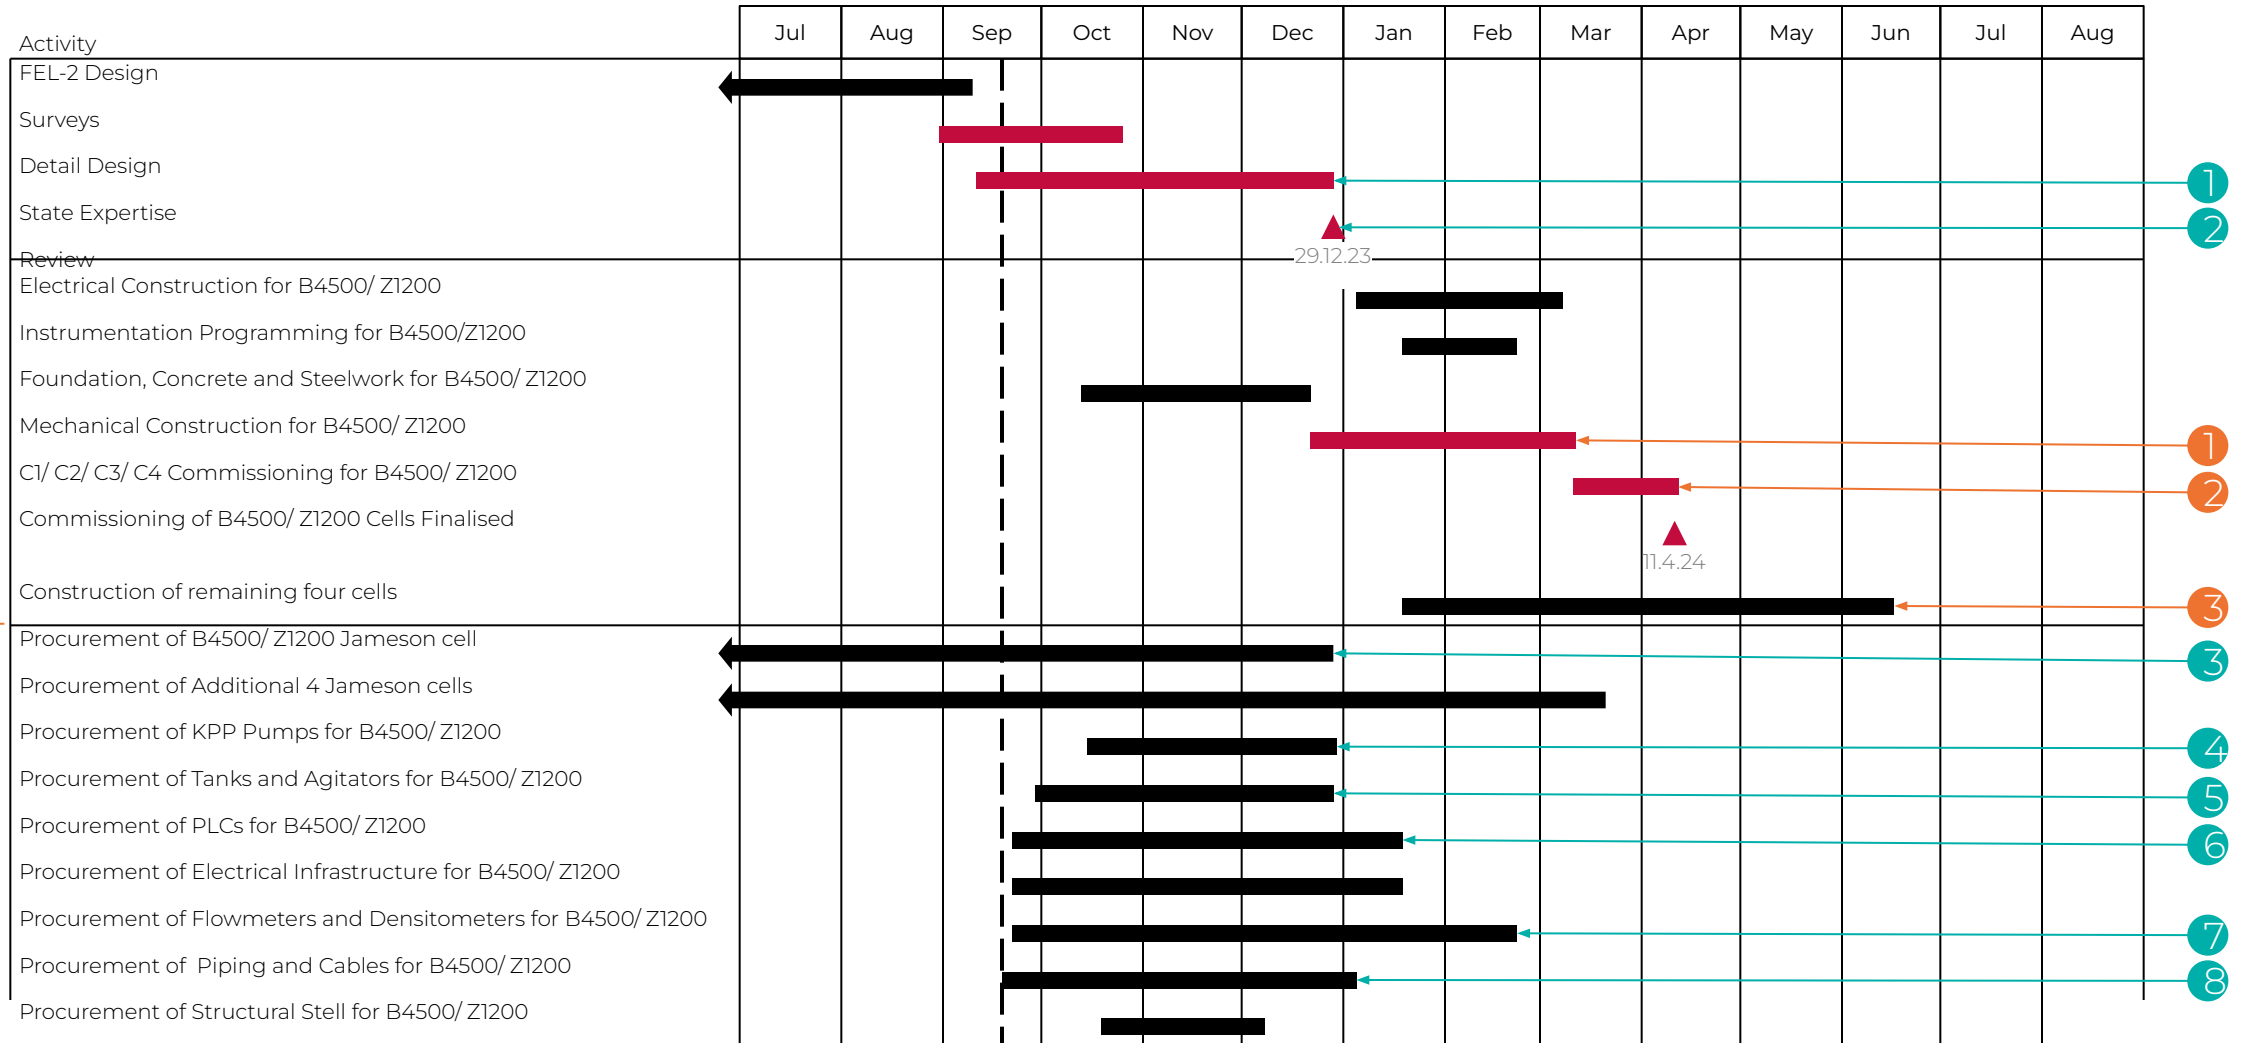 Activity Jul Aug Sep Oct Nov Dec Jan Feb Mar Apr May Jun Jul Aug
FEL-2 Design
Surveys
Detail Design
1
State Expertise
2
Review
29.12.23
Electrical Construction for B4500/ Z1200
Instrumentation Programming for B4500/Z1200
Foundation, Concrete and Steelwork for B4500/ Z1200
Mechanical Construction for B4500/ Z1200
1
C1/ C2/ C3/ C4 Commissioning for B4500/ Z1200
2
Commissioning of B4500/ Z1200 Cells Finalised
11.4.24
Construction of remaining four cells
3
Procurement of B4500/ Z1200 Jameson cell
3
Procurement of Additional 4 Jameson cells
Procurement of KPP Pumps for B4500/ Z1200
4
Procurement of Tanks and Agitators for B4500/ Z1200
5
Procurement of PLCs for B4500/ Z1200
6
Procurement of Electrical Infrastructure for B4500/ Z1200
Procurement of Flowmeters and Densitometers for B4500/ Z1200
7
Procurement of  Piping and Cables for B4500/ Z1200
8
Procurement of Structural Stell for B4500/ Z1200